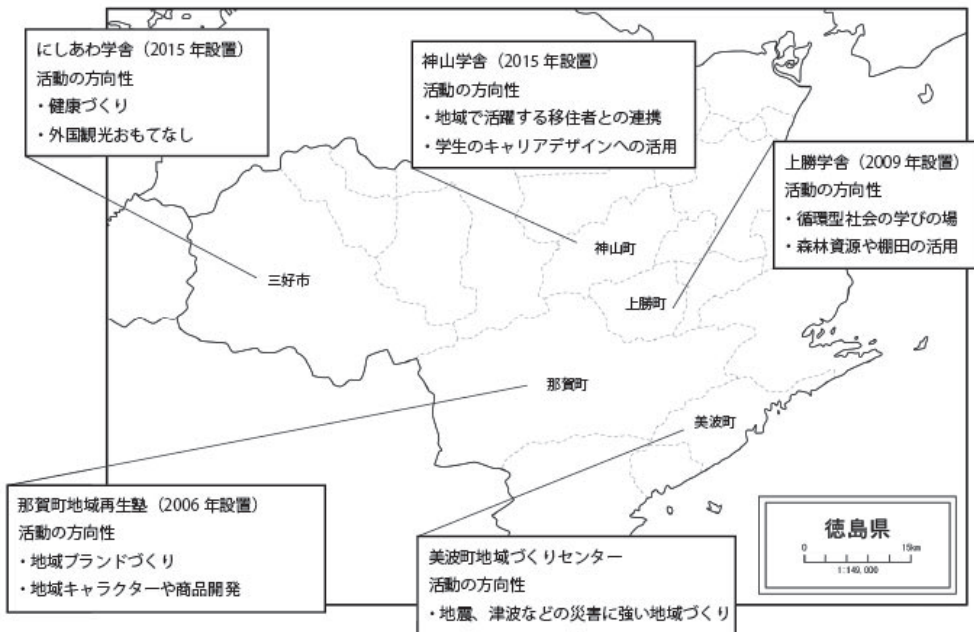 にしあわ学舎（2015年設置）
活動の方向性
・健康づくり
・外国観光おもてなし
神山学舎（2015年設置）
活動の方向性
・地域で活躍する移住者との連携
・学生のキャリアデザインへの活用
上勝学舎（2009年設置）
活動の方向性
・循環型社会の学びの場
・森林資源や棚田の活用
神山町
三好市
上勝町
那賀町
美波町
那賀町地域再生塾（2006年設置）
活動の方向性
・地域ブランドづくり
・地域キャラクターや商品開発
美波町地域づくりセンター
活動の方向性
・地震、津波などの災害に強い地域づくり
徳島県
0 15km
1:149,000